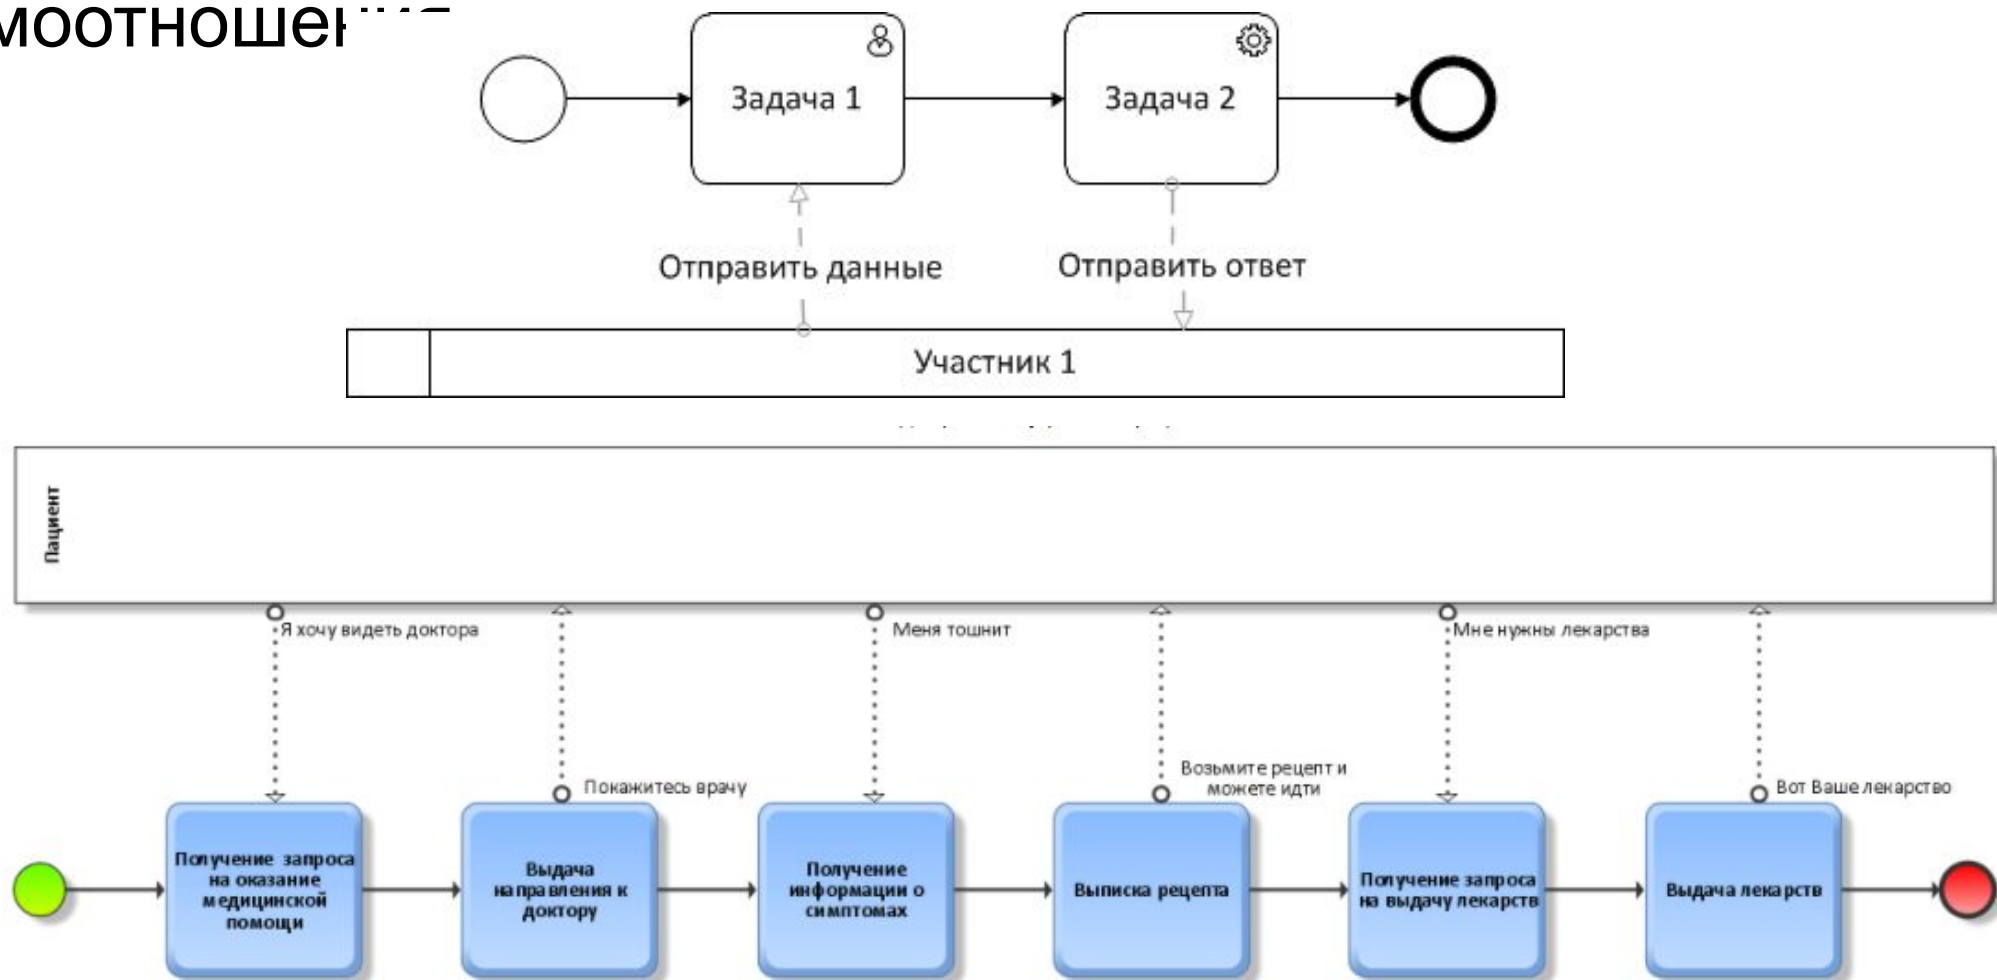 моотношения
Задача 1
Задача 2
Отправить данные
Отправить ответ
Участник 1
Пациент
Я хочу видеть доктора
Меня тошнит
Мне нужны лекарства
Покажитесь врачу
Возьмите рецепт и
можете идти
Вот Ваше лекарство
Получение запроса
на оказание
медицинской
помощи
Выдача
направления к
доктору
Получение
информации о
симптомах
Выписка рецепта
Получение запроса
на выдачу лекарств
Выдача лекарств